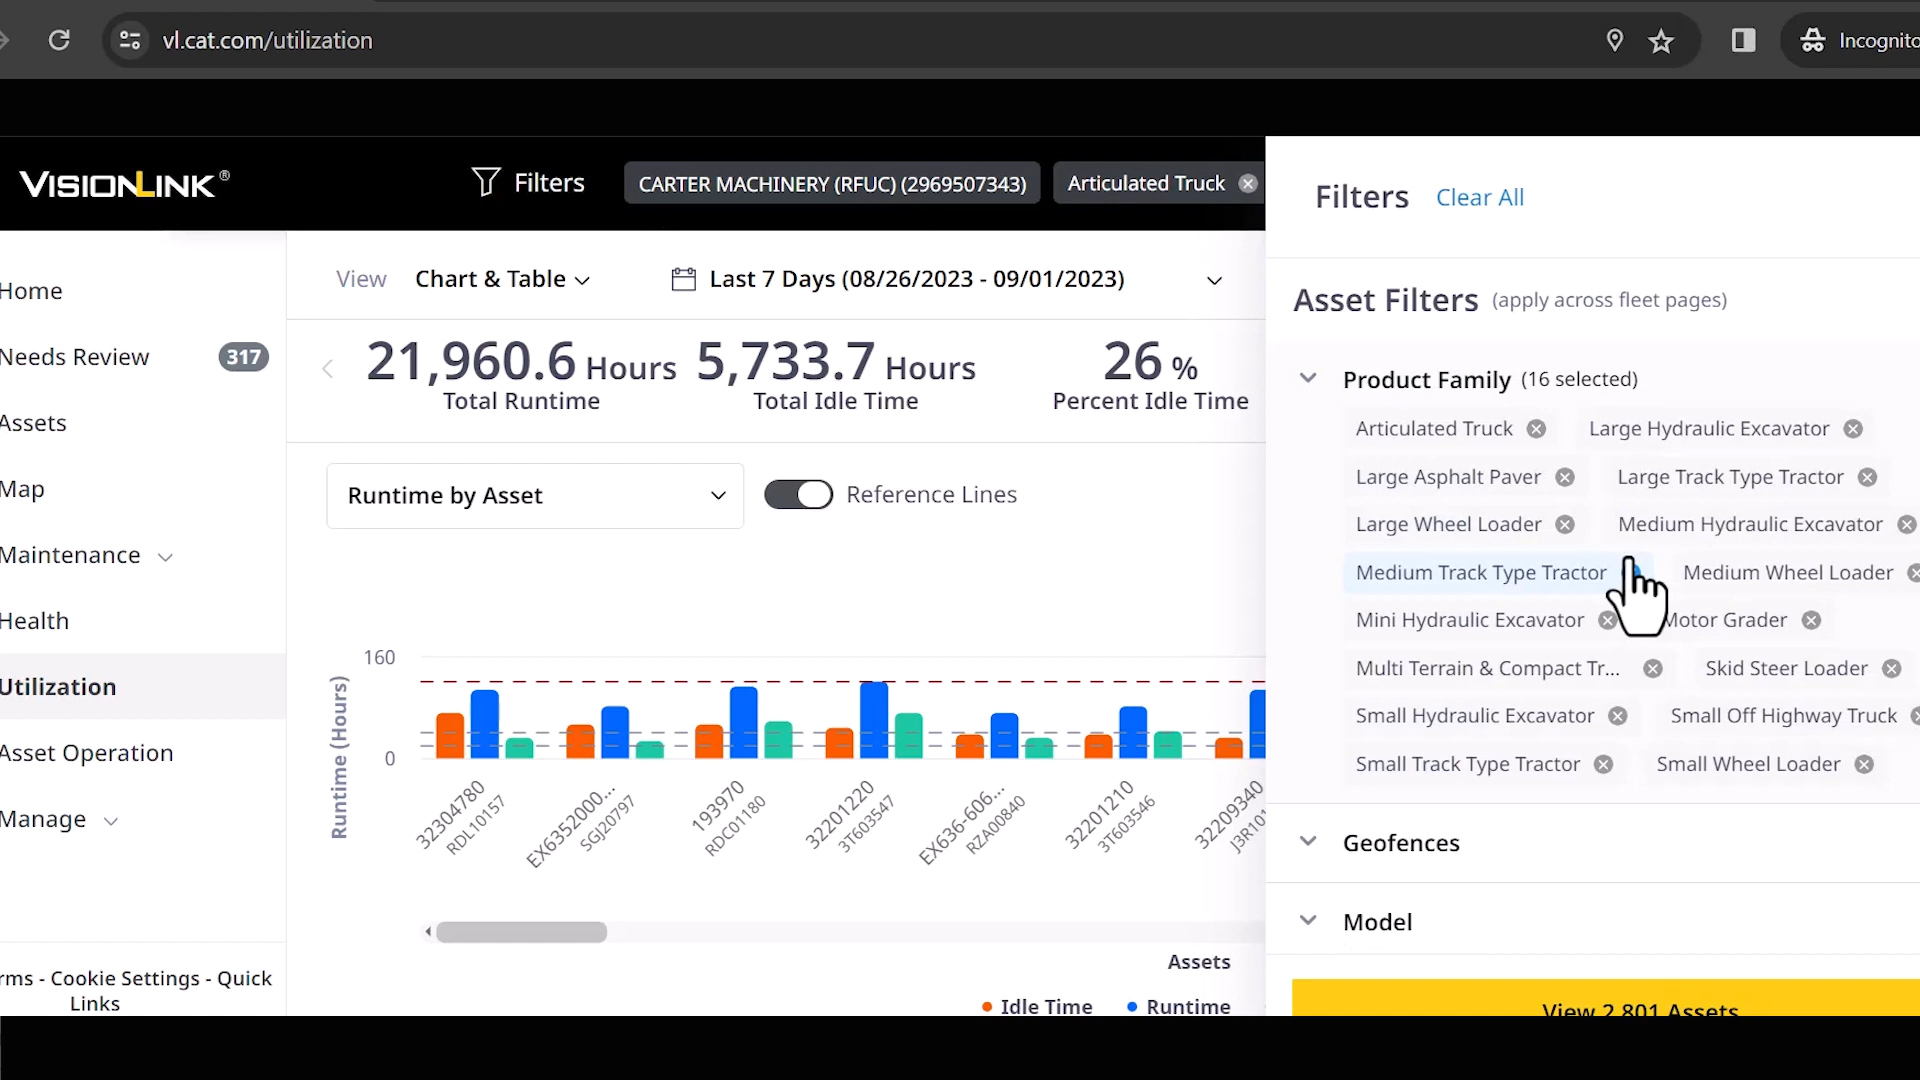 vl.cat.com/utilization
Incognito
VISIONLINK®
Filters
CARTER MACHINERY (RFUC) (2969507343)
Articulated Truck
Home
Needs Review 317
Assets
Map
Maintenance
Health
Utilization
Asset Operation
Manage
rms - Cookie Settings - Quick
Links
View Chart & Table
Last 7 Days (08/26/2023 - 09/01/2023)
21,960.6 Hours
Total Runtime
5,733.7 Hours
Total Idle Time
26 %
Percent Idle Time
Runtime by Asset
Reference Lines
Runtime (Hours)
160
0
32304780
RDL10157
EX6352000...
SGJ20797
193970
RDC01180
32201220
3T603547
EX636-606...
RZA00840
32201210
3T603546
32209340
J3R10
Assets
Idle Time
Runtime
Filters Clear All
Asset Filters (apply across fleet pages)
Product Family (16 selected)
Articulated Truck
Large Hydraulic Excavator
Large Asphalt Paver
Large Track Type Tractor
Large Wheel Loader
Medium Hydraulic Excavator
Medium Track Type Tractor
Medium Wheel Loader
Mini Hydraulic Excavator
Motor Grader
Multi Terrain & Compact Tr...
Skid Steer Loader
Small Hydraulic Excavator
Small Off Highway Truck
Small Track Type Tractor
Small Wheel Loader
Geofences
Model
View 2,801 Assets